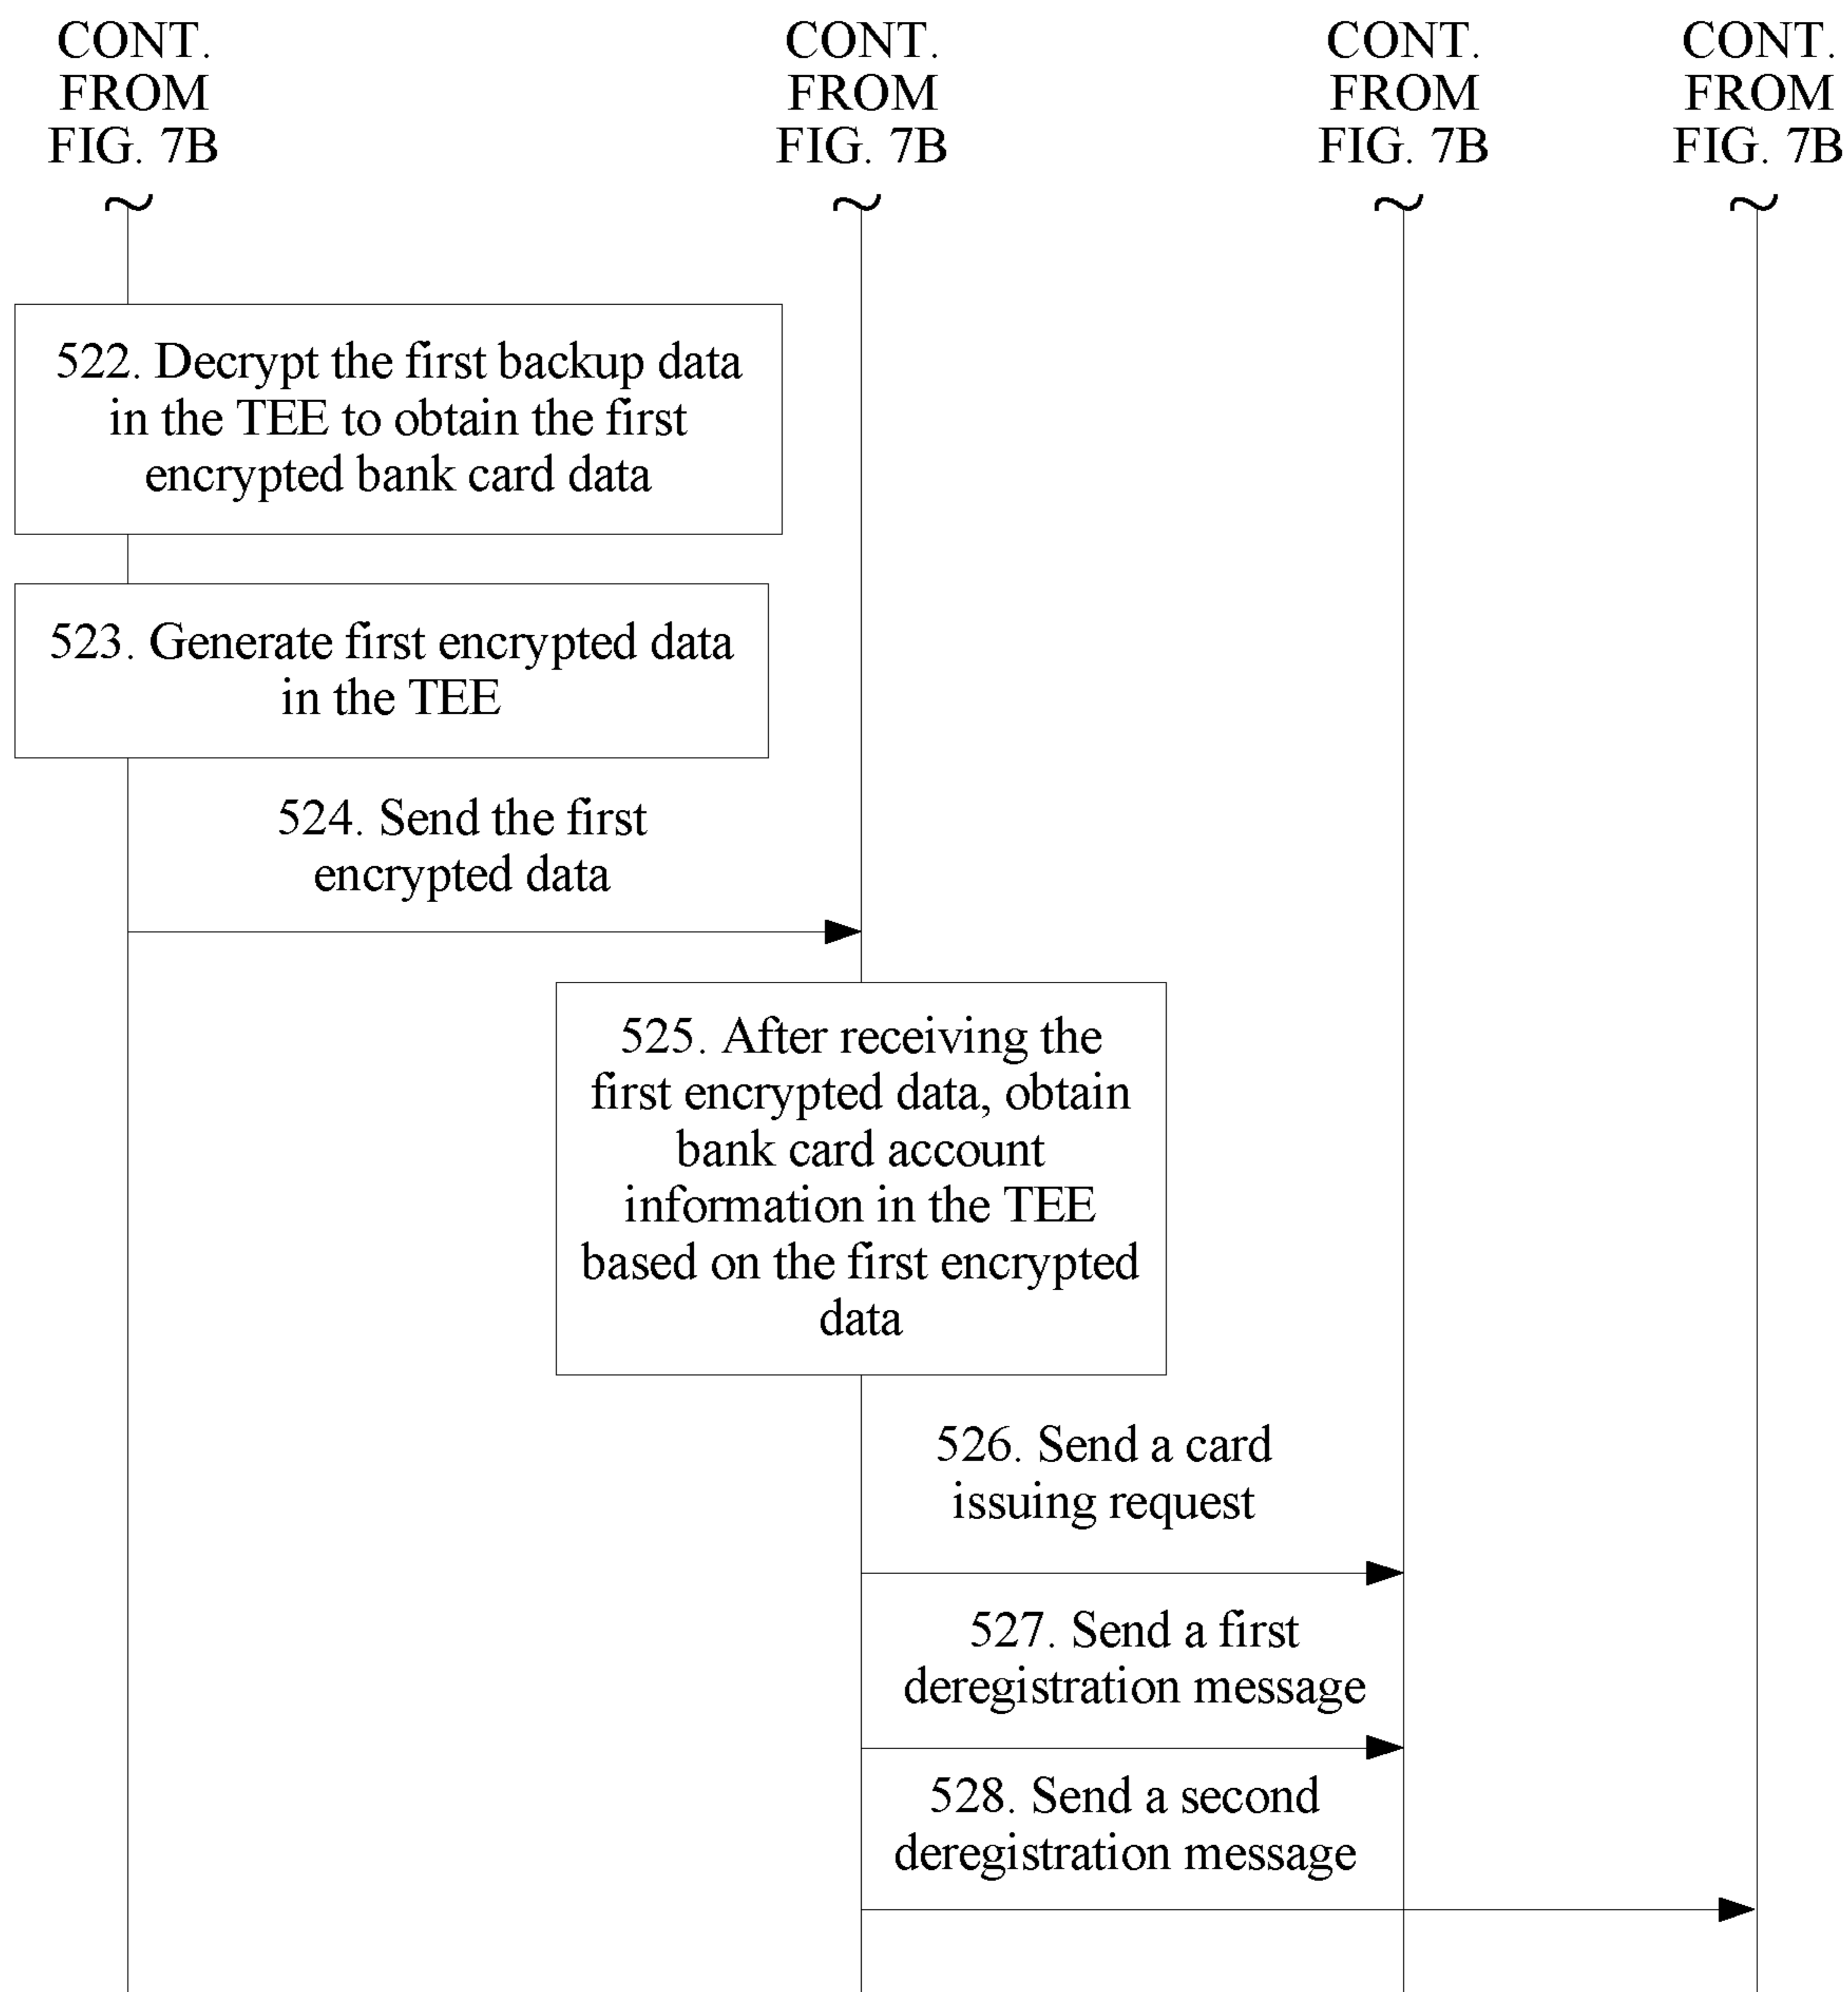 CONT.
FROM
FIG. 7B
CONT.
FROM
FIG. 7B
CONT.
FROM
FIG. 7B
CONT.
FROM
FIG. 7B
522. Decrypt the first backup data
in the TEE to obtain the first
encrypted bank card data
523. Generate first encrypted data
in the TEE
524. Send the first
encrypted data
525. After receiving the
first encrypted data, obtain
bank card account
information in the TEE
based on the first encrypted
data
526. Send a card
issuing request
527. Send a first
deregistration message
528. Send a second
deregistration message